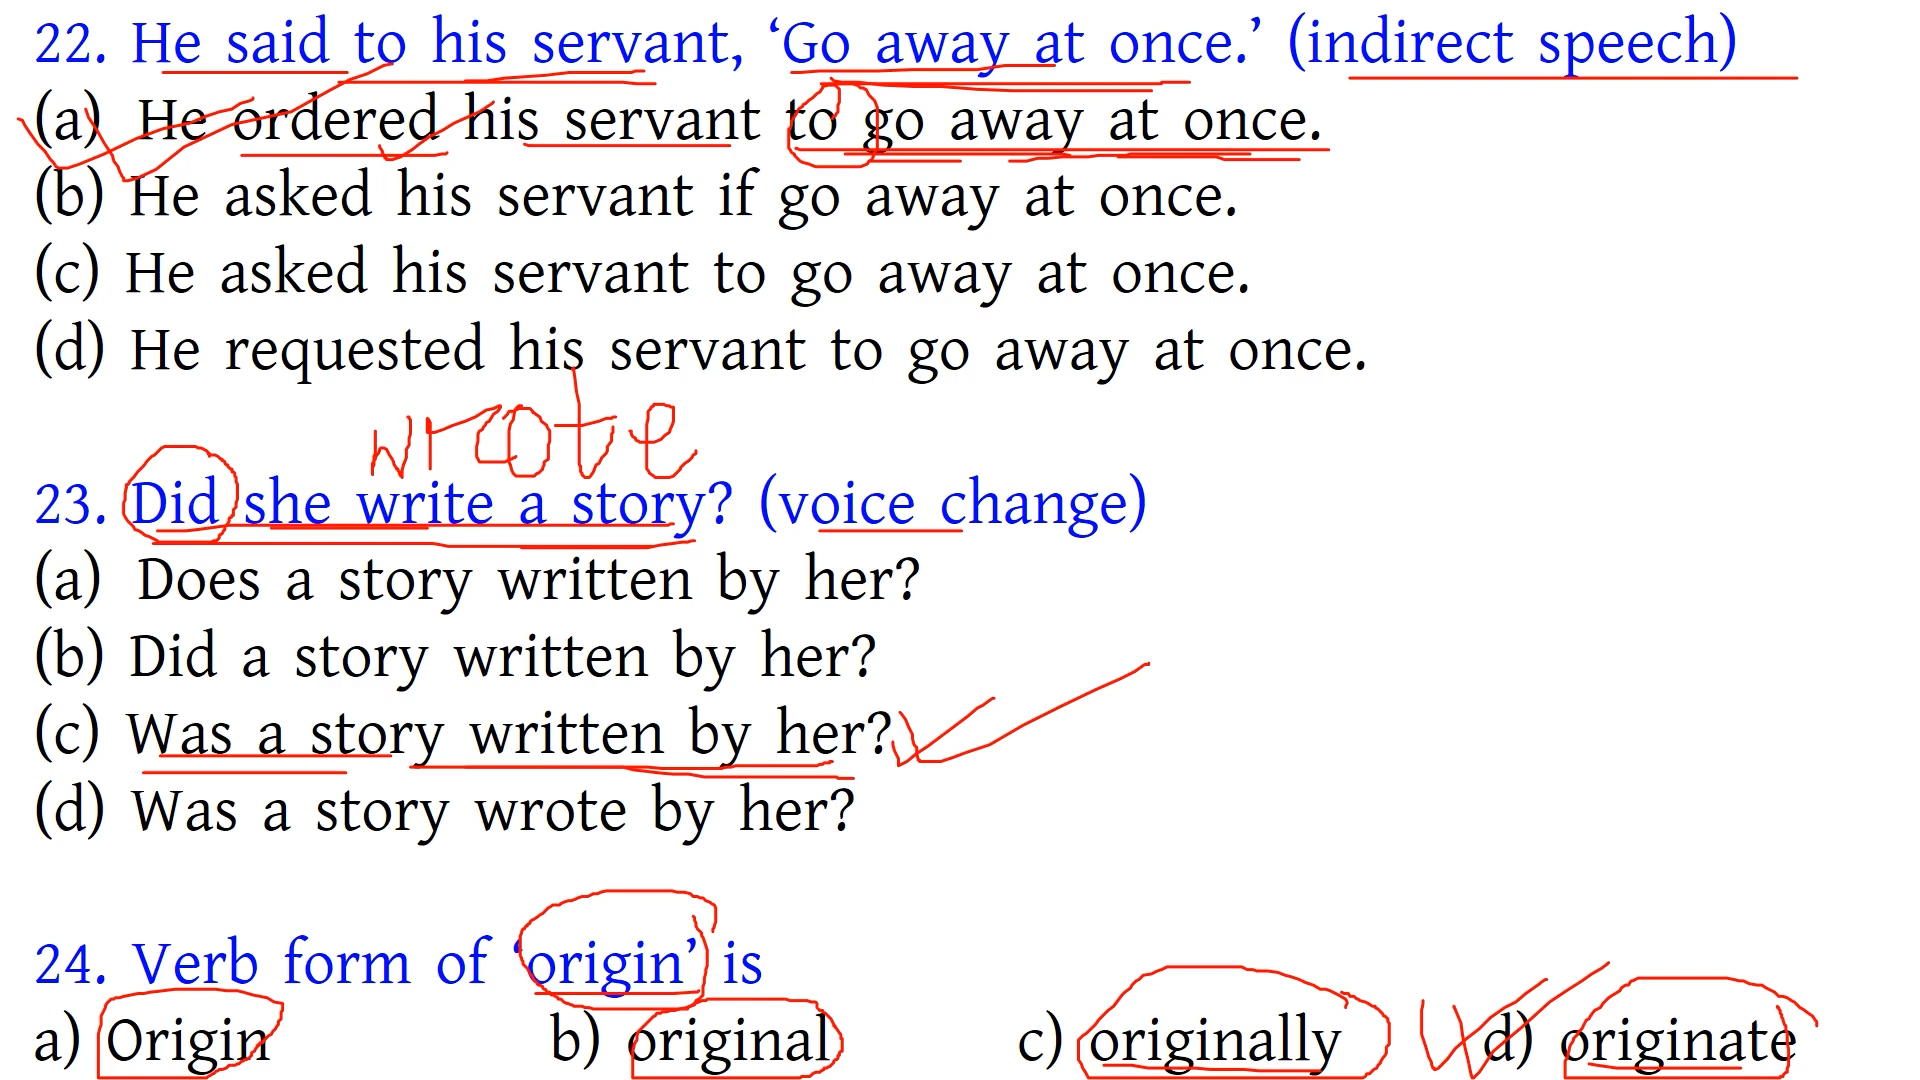 22. He said to his servant, ‘Go away at once.’ (indirect speech)
(a) He ordered his servant to go away at once.
(b) He asked his servant if go away at once.
(c) He asked his servant to go away at once.
(d) He requested his servant to go away at once.
wrote
23. Did she write a story? (voice change)
(a) Does a story written by her?
(b) Did a story written by her?
(c) Was a story written by her?
(d) Was a story wrote by her?
24. Verb form of ‘origin’ is
a) Origin b) original c) originally d) originate